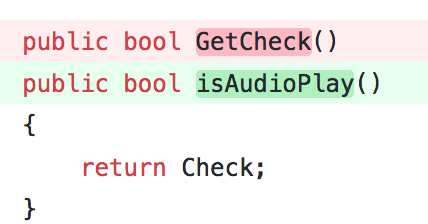 public bool GetCheck()
public bool isAudioPlay()
{
    return Check;
}